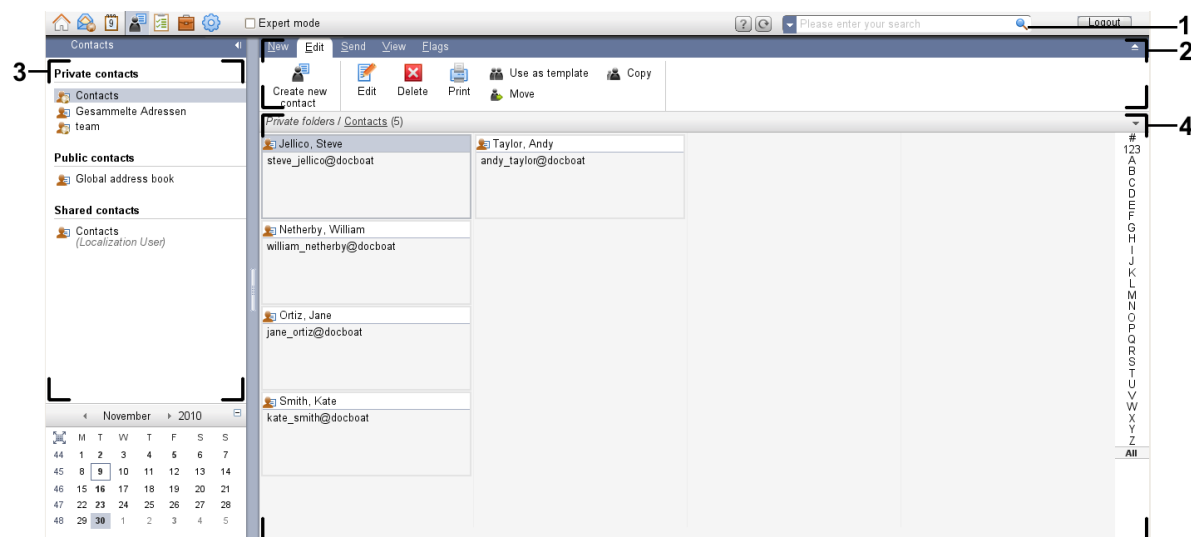 9
Expert mode
Please enter your search
Logout
1
Contacts
New Edit Send View Flags
2
3
Private contacts
Contacts
Gesammelte Adressen
team
Public contacts
Global address book
Shared contacts
Contacts
(Localization User)
Create new
contact
Edit Delete Print
Use as template
Copy
Move
Private folders / Contacts (5)
4
Jellico, Steve
steve_jellico@docboat
Taylor, Andy
andy_taylor@docboat
Netherby, William
william_netherby@docboat
Ortiz, Jane
jane_ortiz@docboat
Smith, Kate
kate_smith@docboat
#
123
A
B
C
D
E
F
G
H
I
J
K
L
M
N
O
P
Q
R
S
T
U
V
W
X
Y
Z
All
November 2010
M T W T F S S
44 1 2 3 4 5 6 7
45 8 9 10 11 12 13 14
46 15 16 17 18 19 20 21
47 22 23 24 25 26 27 28
48 29 30 1 2 3 4 5